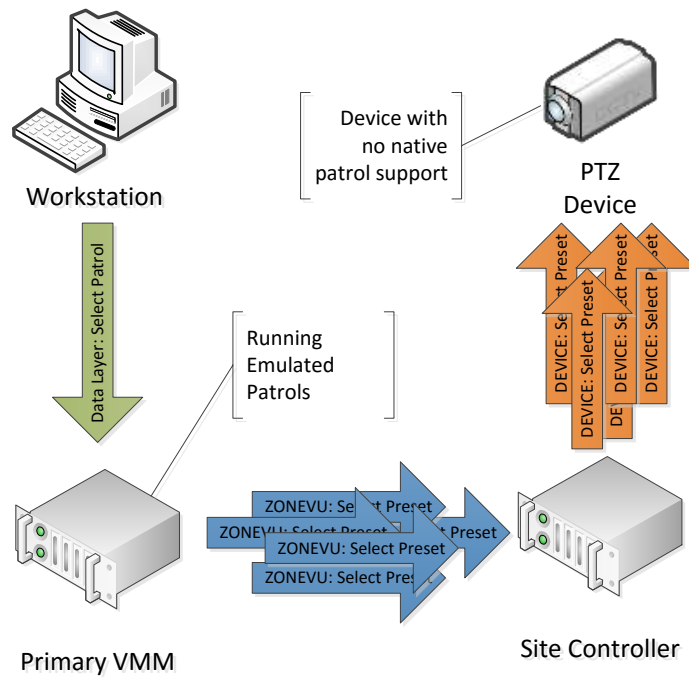 Device with
no native
patrol support
Workstation
PTZ
Device
Data Layer: Select Patrol
Running
Emulated
Patrols
DEVICE: Select Preset
DEVICE: Select Preset
DEVICE: Select Preset
DEVICE: Select Preset
ZONEVU: Select Preset
ZONEVU: Select Preset
Preset
ZONEVU: Select Preset
ZONEVU: Select Preset
Primary VMM
Site Controller